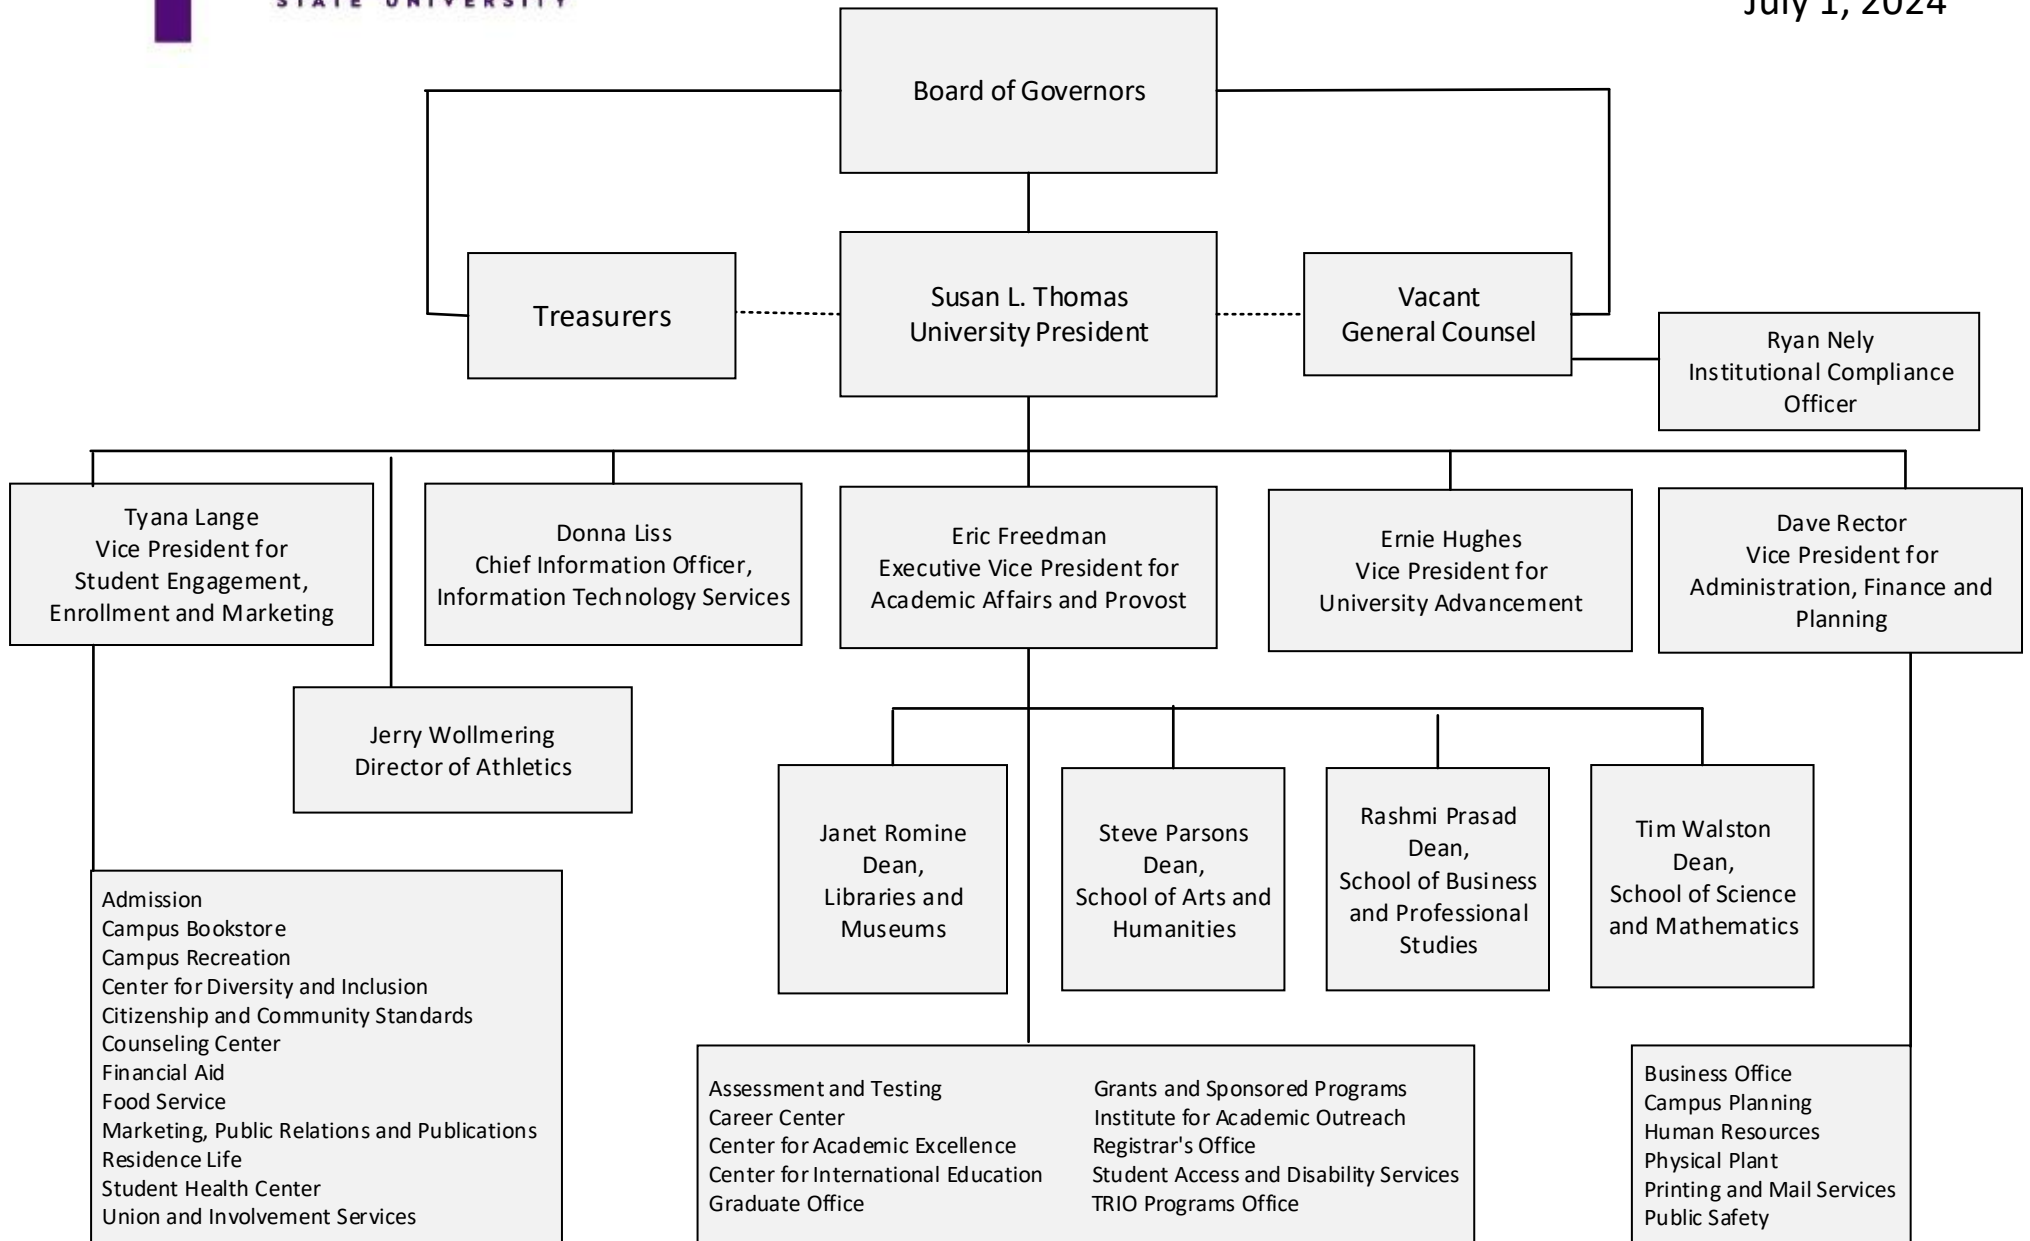 STATE UNIVERSITY
July 1, 2024
Board of Governors
Treasurers
Susan L. Thomas
University President
Vacant
General Counsel
Ryan Nely
Institutional Compliance
Officer
Tyana Lange
Vice President for
Student Engagement,
Enrollment and Marketing
Donna Liss
Chief Information Officer,
Information Technology Services
Eric Freedman
Executive Vice President for
Academic Affairs and Provost
Ernie Hughes
Vice President for
University Advancement
Dave Rector
Vice President for
Administration, Finance and
Planning
Jerry Wollmering
Director of Athletics
Janet Romine
Dean,
Libraries and
Museums
Steve Parsons
Dean,
School of Arts and
Humanities
Rashmi Prasad
Dean,
School of Business
and Professional
Studies
Tim Walston
Dean,
School of Science
and Mathematics
Admission
Campus Bookstore
Campus Recreation
Center for Diversity and Inclusion
Citizenship and Community Standards
Counseling Center
Financial Aid
Food Service
Marketing, Public Relations and Publications
Residence Life
Student Health Center
Union and Involvement Services
Assessment and Testing
Career Center
Center for Academic Excellence
Center for International Education
Graduate Office
Grants and Sponsored Programs
Institute for Academic Outreach
Registrar's Office
Student Access and Disability Services
TRIO Programs Office
Business Office
Campus Planning
Human Resources
Physical Plant
Printing and Mail Services
Public Safety